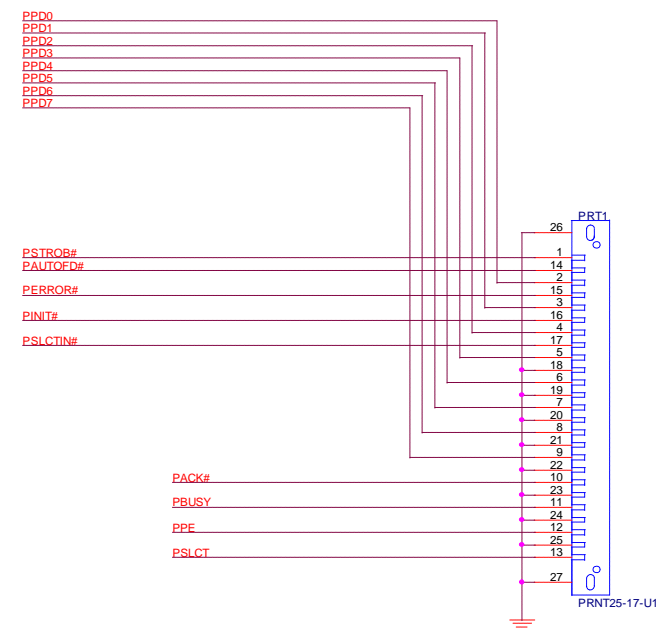 PPD0
PPD1
PPD2
PPD3
PPD4
PPD5
PPD6
PPD7
PRT1
26
PSTROB# 1
PAUTOFD# 14
2
PERROR# 15
3
PINIT# 16
4
PSLCTIN# 17
5
18
6
19
7
20
8
21
9
22
PACK# 10
23
PBUSY 11
24
PPE 12
25
PSLCT 13
27
PRNT25-17-U1